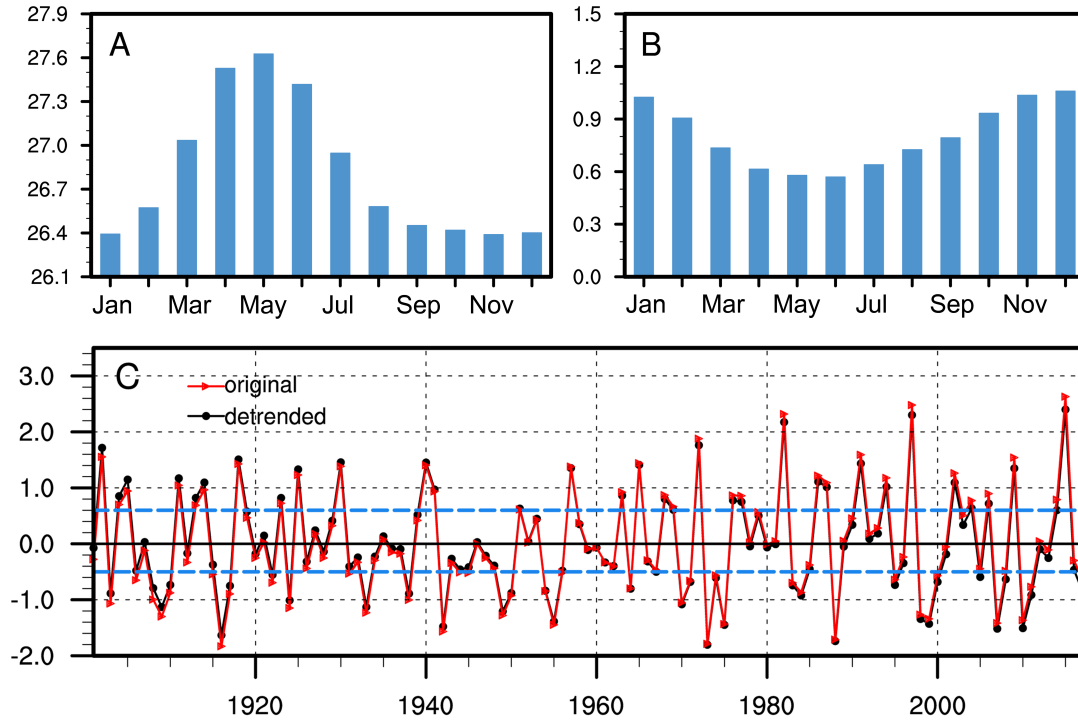 27.9
27.6
27.3
27.0
26.7
26.4
26.1
A
Jan Mar May Jul Sep Nov
1.5
1.2
0.9
0.6
0.3
0.0
B
Jan Mar May Jul Sep Nov
3.0
2.0
1.0
0.0
-1.0
-2.0
C
original
detrended
1920 1940 1960 1980 2000